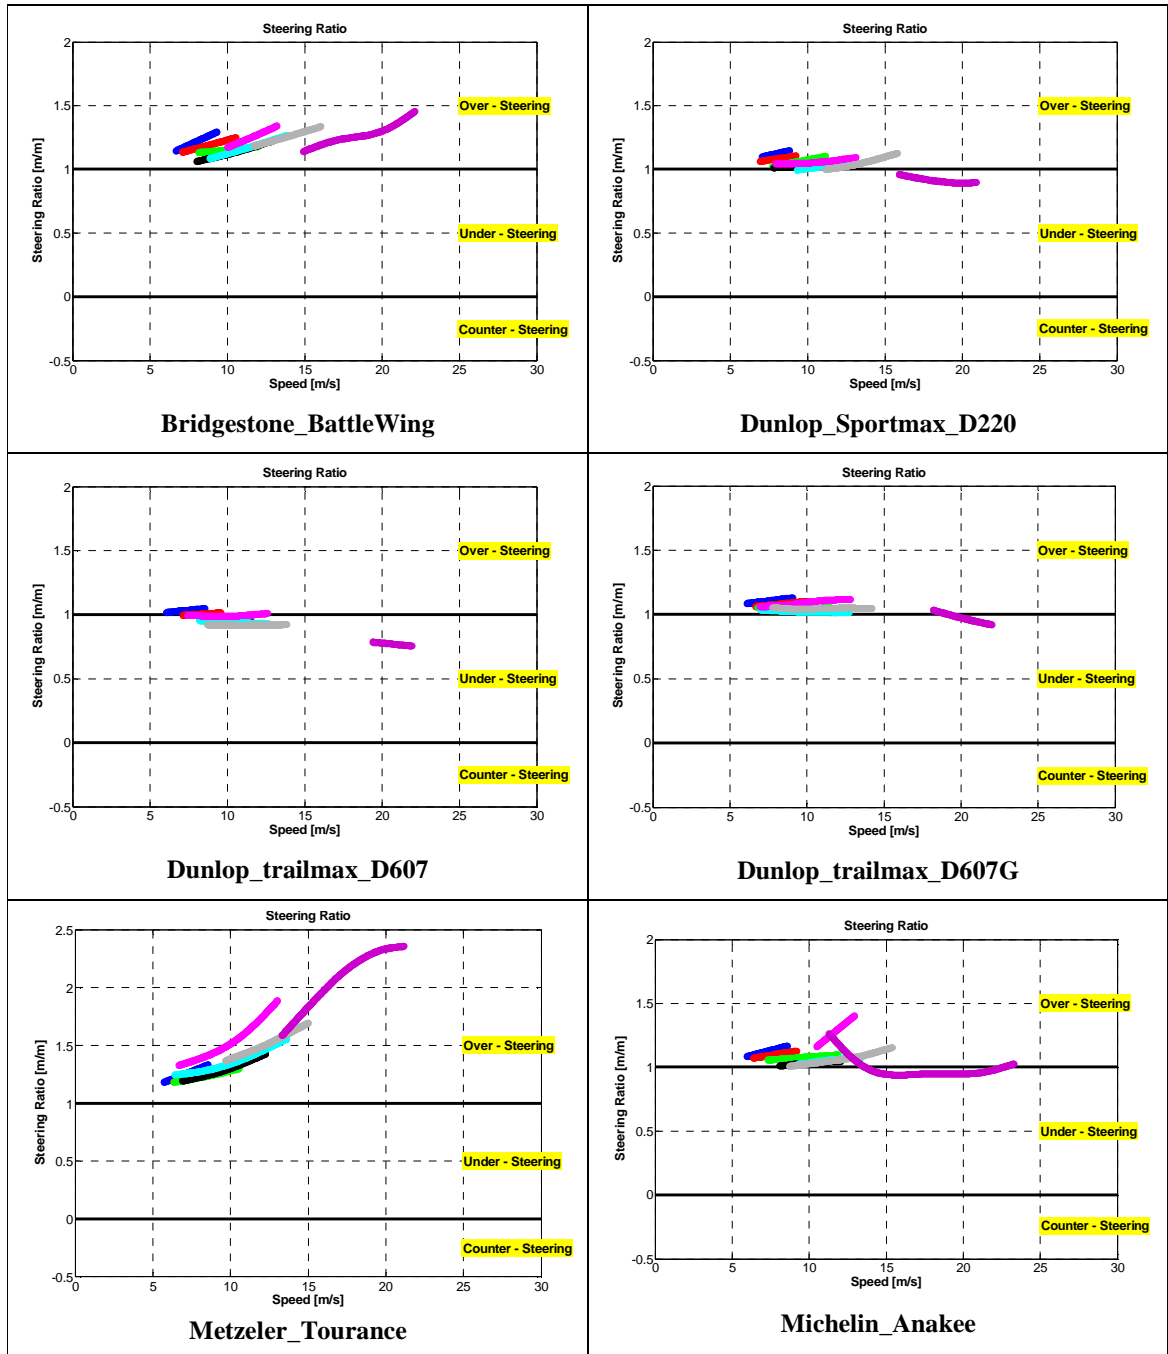 Steering Ratio
2
1.5
1
0.5
0
-0.5
Steering Ratio [m/m]
Over - Steering
Under - Steering
Counter - Steering
0 5 10 15 20 25 30
Speed [m/s]
Bridgestone_BattleWing
Steering Ratio
2
1.5
1
0.5
0
-0.5
Steering Ratio [m/m]
Over - Steering
Under - Steering
Counter - Steering
0 5 10 15 20 25 30
Speed [m/s]
Dunlop_Sportmax_D220
Steering Ratio
2
1.5
1
0.5
0
-0.5
Steering Ratio [m/m]
Over - Steering
Under - Steering
Counter - Steering
0 5 10 15 20 25 30
Speed [m/s]
Dunlop_trailmax_D607
Steering Ratio
2
1.5
1
0.5
0
-0.5
Steering Ratio [m/m]
Over - Steering
Under - Steering
Counter - Steering
0 5 10 15 20 25 30
Speed [m/s]
Dunlop_trailmax_D607G
Steering Ratio
2.5
2
1.5
1
0.5
0
-0.5
Steering Ratio [m/m]
Over - Steering
Under - Steering
Counter - Steering
0 5 10 15 20 25 30
Speed [m/s]
Metzeler_Tourance
Steering Ratio
2
1.5
1
0.5
0
-0.5
Steering Ratio [m/m]
Over - Steering
Under - Steering
Counter - Steering
0 5 10 15 20 25 30
Speed [m/s]
Michelin_Anakee